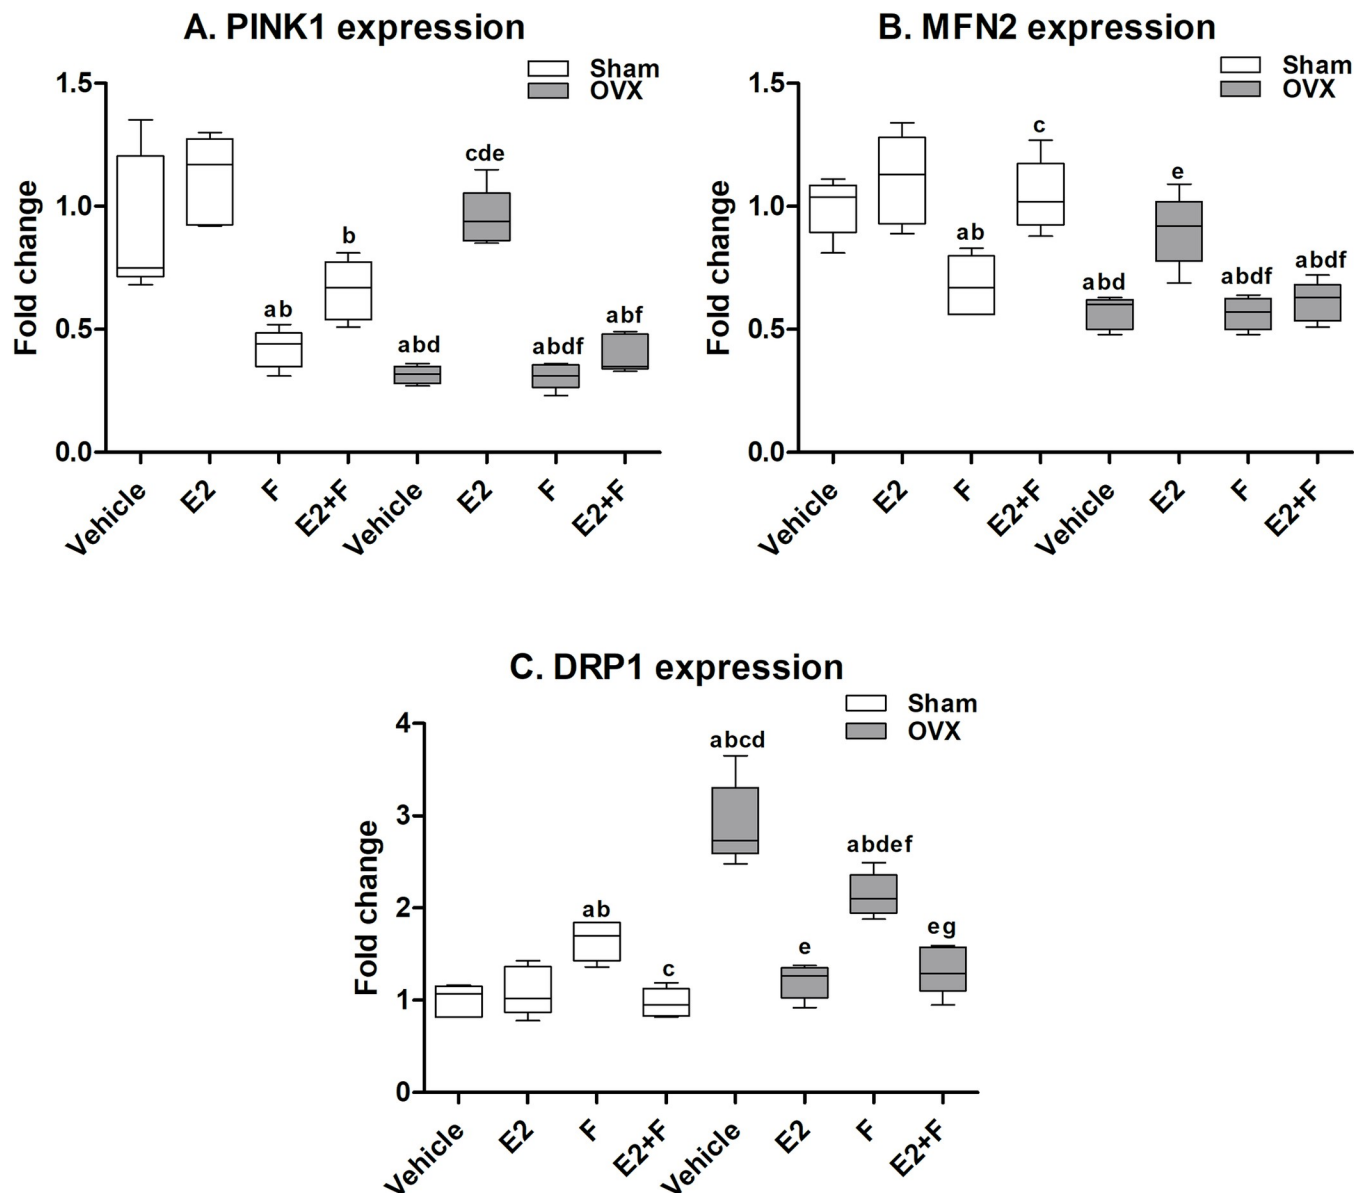 A. PINK1 expression
Sham
OVX
Fold change
1.5
1.0
0.5
0.0
ab
b
abd
cde
abdf
abf
Vehicle
E2
F
E2+F
Vehicle
E2
F
E2+F
B. MFN2 expression
Sham
OVX
Fold change
1.5
1.0
0.5
0.0
ab
c
abd
e
abdf
abdf
Vehicle
E2
F
E2+F
Vehicle
E2
F
E2+F
C. DRP1 expression
Sham
OVX
Fold change
4
3
2
1
0
ab
c
abcd
e
abdef
eg
Vehicle
E2
F
E2+F
Vehicle
E2
F
E2+F